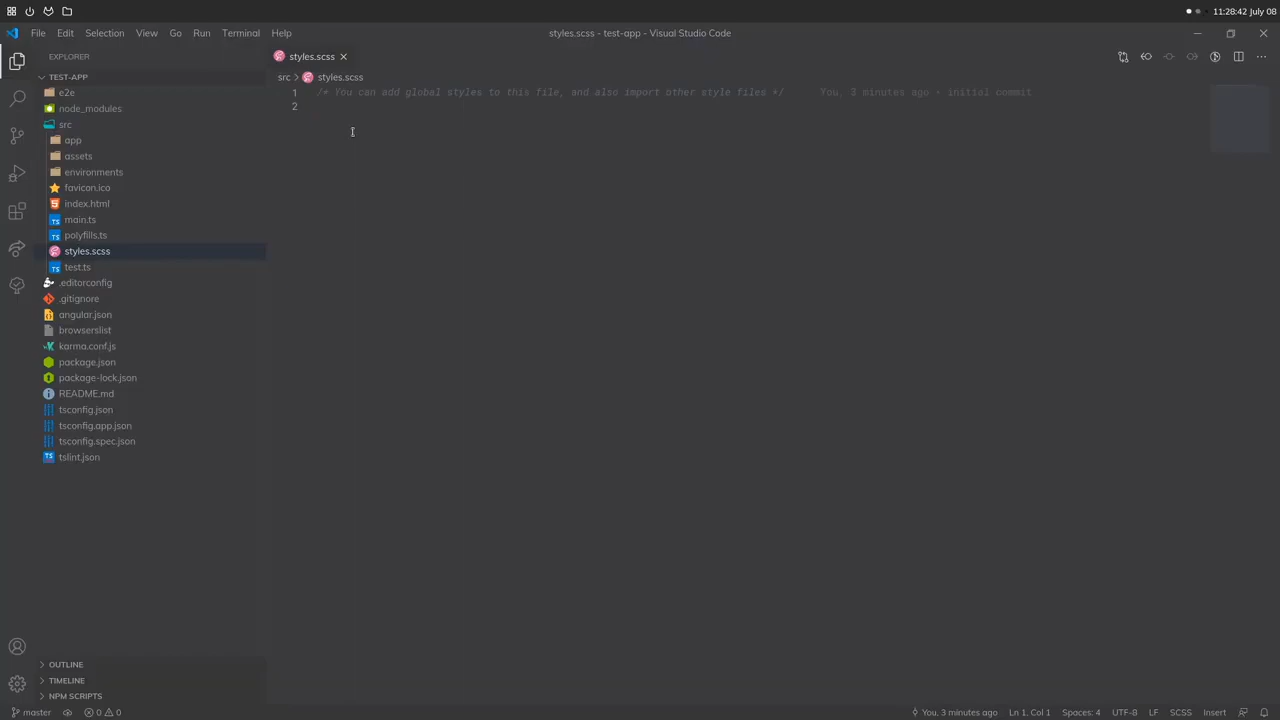 11:28:42 July 08
File Edit Selection View Go Run Terminal Help
styles.scss - test-app - Visual Studio Code
EXPLORER
styles.scss
TEST-APP
src > styles.scss
e2e
1 /* You can add global styles to this file, and also import other style files */ You, 3 minutes ago • initial commit
2
node_modules
src
app
assets
environments
favicon.ico
index.html
main.ts
polyfills.ts
styles.scss
test.ts
.editorconfig
.gitignore
angular.json
browserslist
karma.conf.js
package.json
package-lock.json
README.md
tsconfig.json
tsconfig.app.json
tsconfig.spec.json
tslint.json
OUTLINE
TIMELINE
NPM SCRIPTS
master 0 0 You, 3 minutes ago Ln 1, Col 1 Spaces: 4 UTF-8 LF SCSS Insert